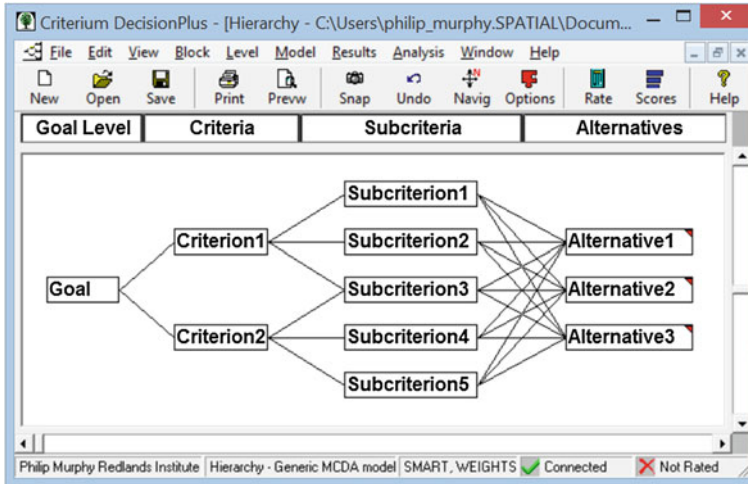 Criterium DecisionPlus - [Hierarchy - C:\Users\philip_murphy.SPATIAL\Docum...
File Edit View Block Level Model Results Analysis Window Help
New Open Save Print Prevw Snap Undo Navig Options Rate Scores Help
Goal Level Criteria Subcriteria Alternatives
Subcriterion1
Criterion1 Subcriterion2 Alternative1
Goal Subcriterion3 Alternative2
Criterion2 Subcriterion4 Alternative3
Subcriterion5
Philip Murphy Redlands Institute Hierarchy - Generic MCDA model SMART, WEIGHTS Connected Not Rated